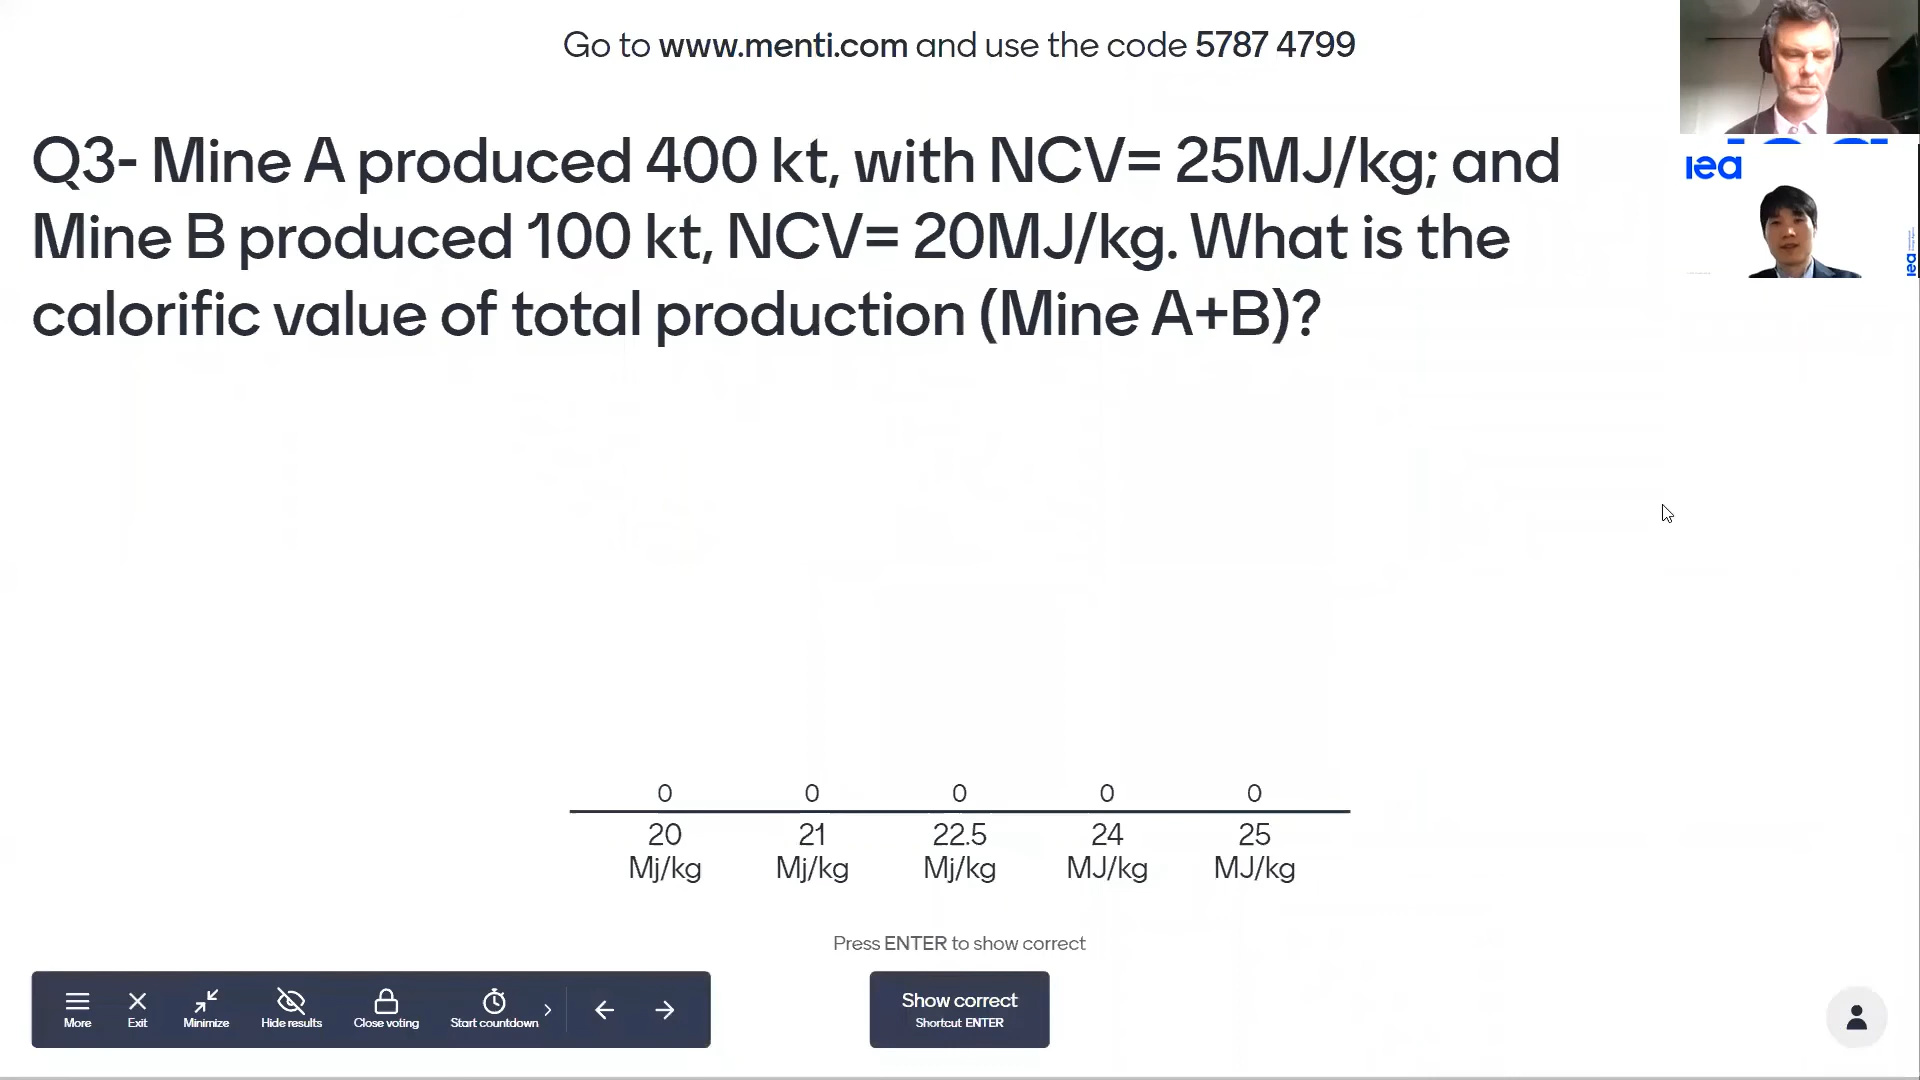 Go to www.menti.com and use the code 5787 4799
Q3- Mine A produced 400 kt, with NCV= 25MJ/kg; and
Mine B produced 100 kt, NCV= 20MJ/kg. What is the
calorific value of total production (Mine A+B)?
iea
iea
0 0 0 0 0
20 21 22.5 24 25
Mj/kg Mj/kg Mj/kg MJ/kg MJ/kg
Press ENTER to show correct
More Exit Minimize Hide results Close voting Start countdown
Show correct
Shortcut ENTER